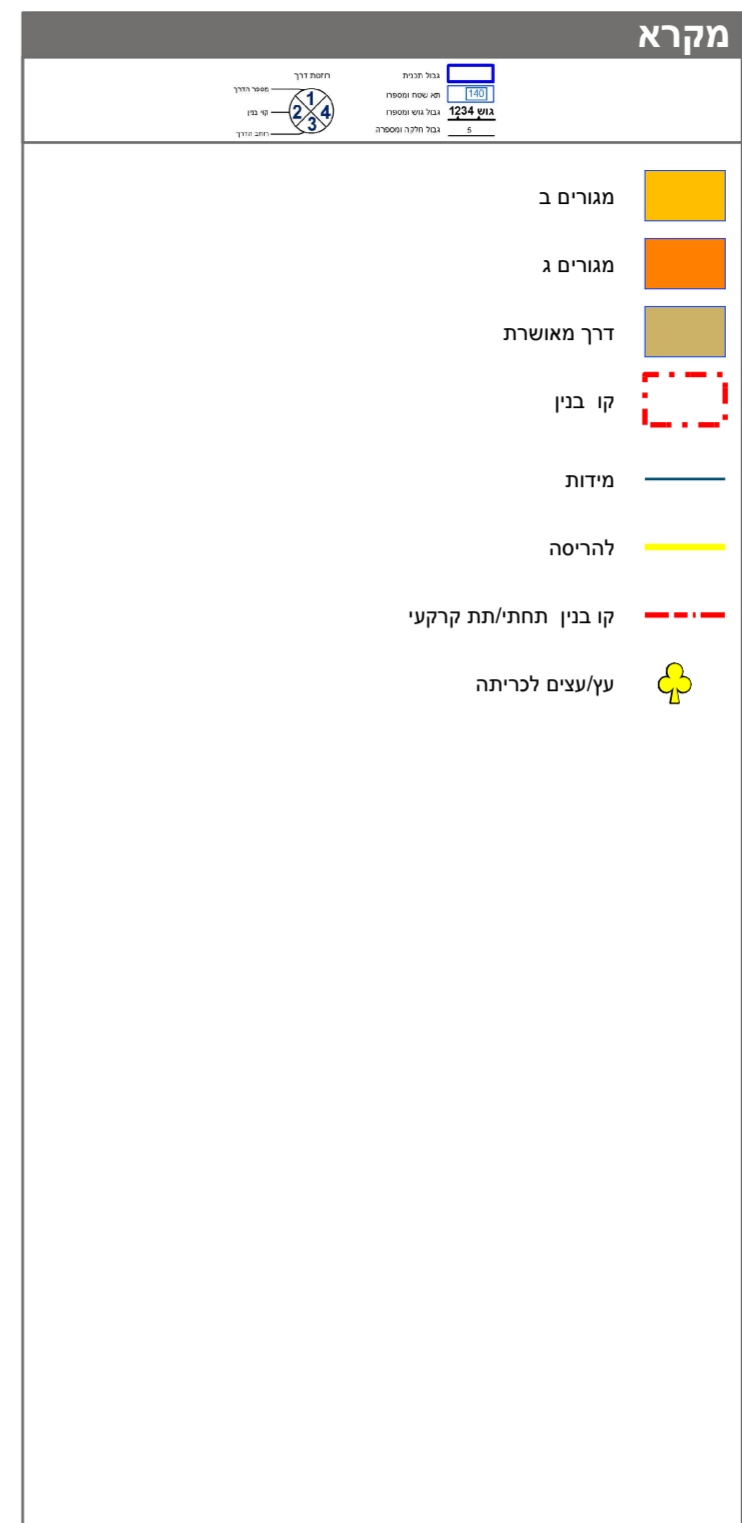 מקרא
גבול תכנית
140 תא שטח ומספרו
גוש 1234 גבול גוש ומספרו
5 גבול חלקה ומספרה
רוזטת דרך
מספר הדרך
קוי בנין
רוחב הדרך
1
2 4
3
מגורים ב
מגורים ג
דרך מאושרת
קו בנין
מידות
להריסה
קו בנין תחתי/תת קרקעי
עץ/עצים לכריתה